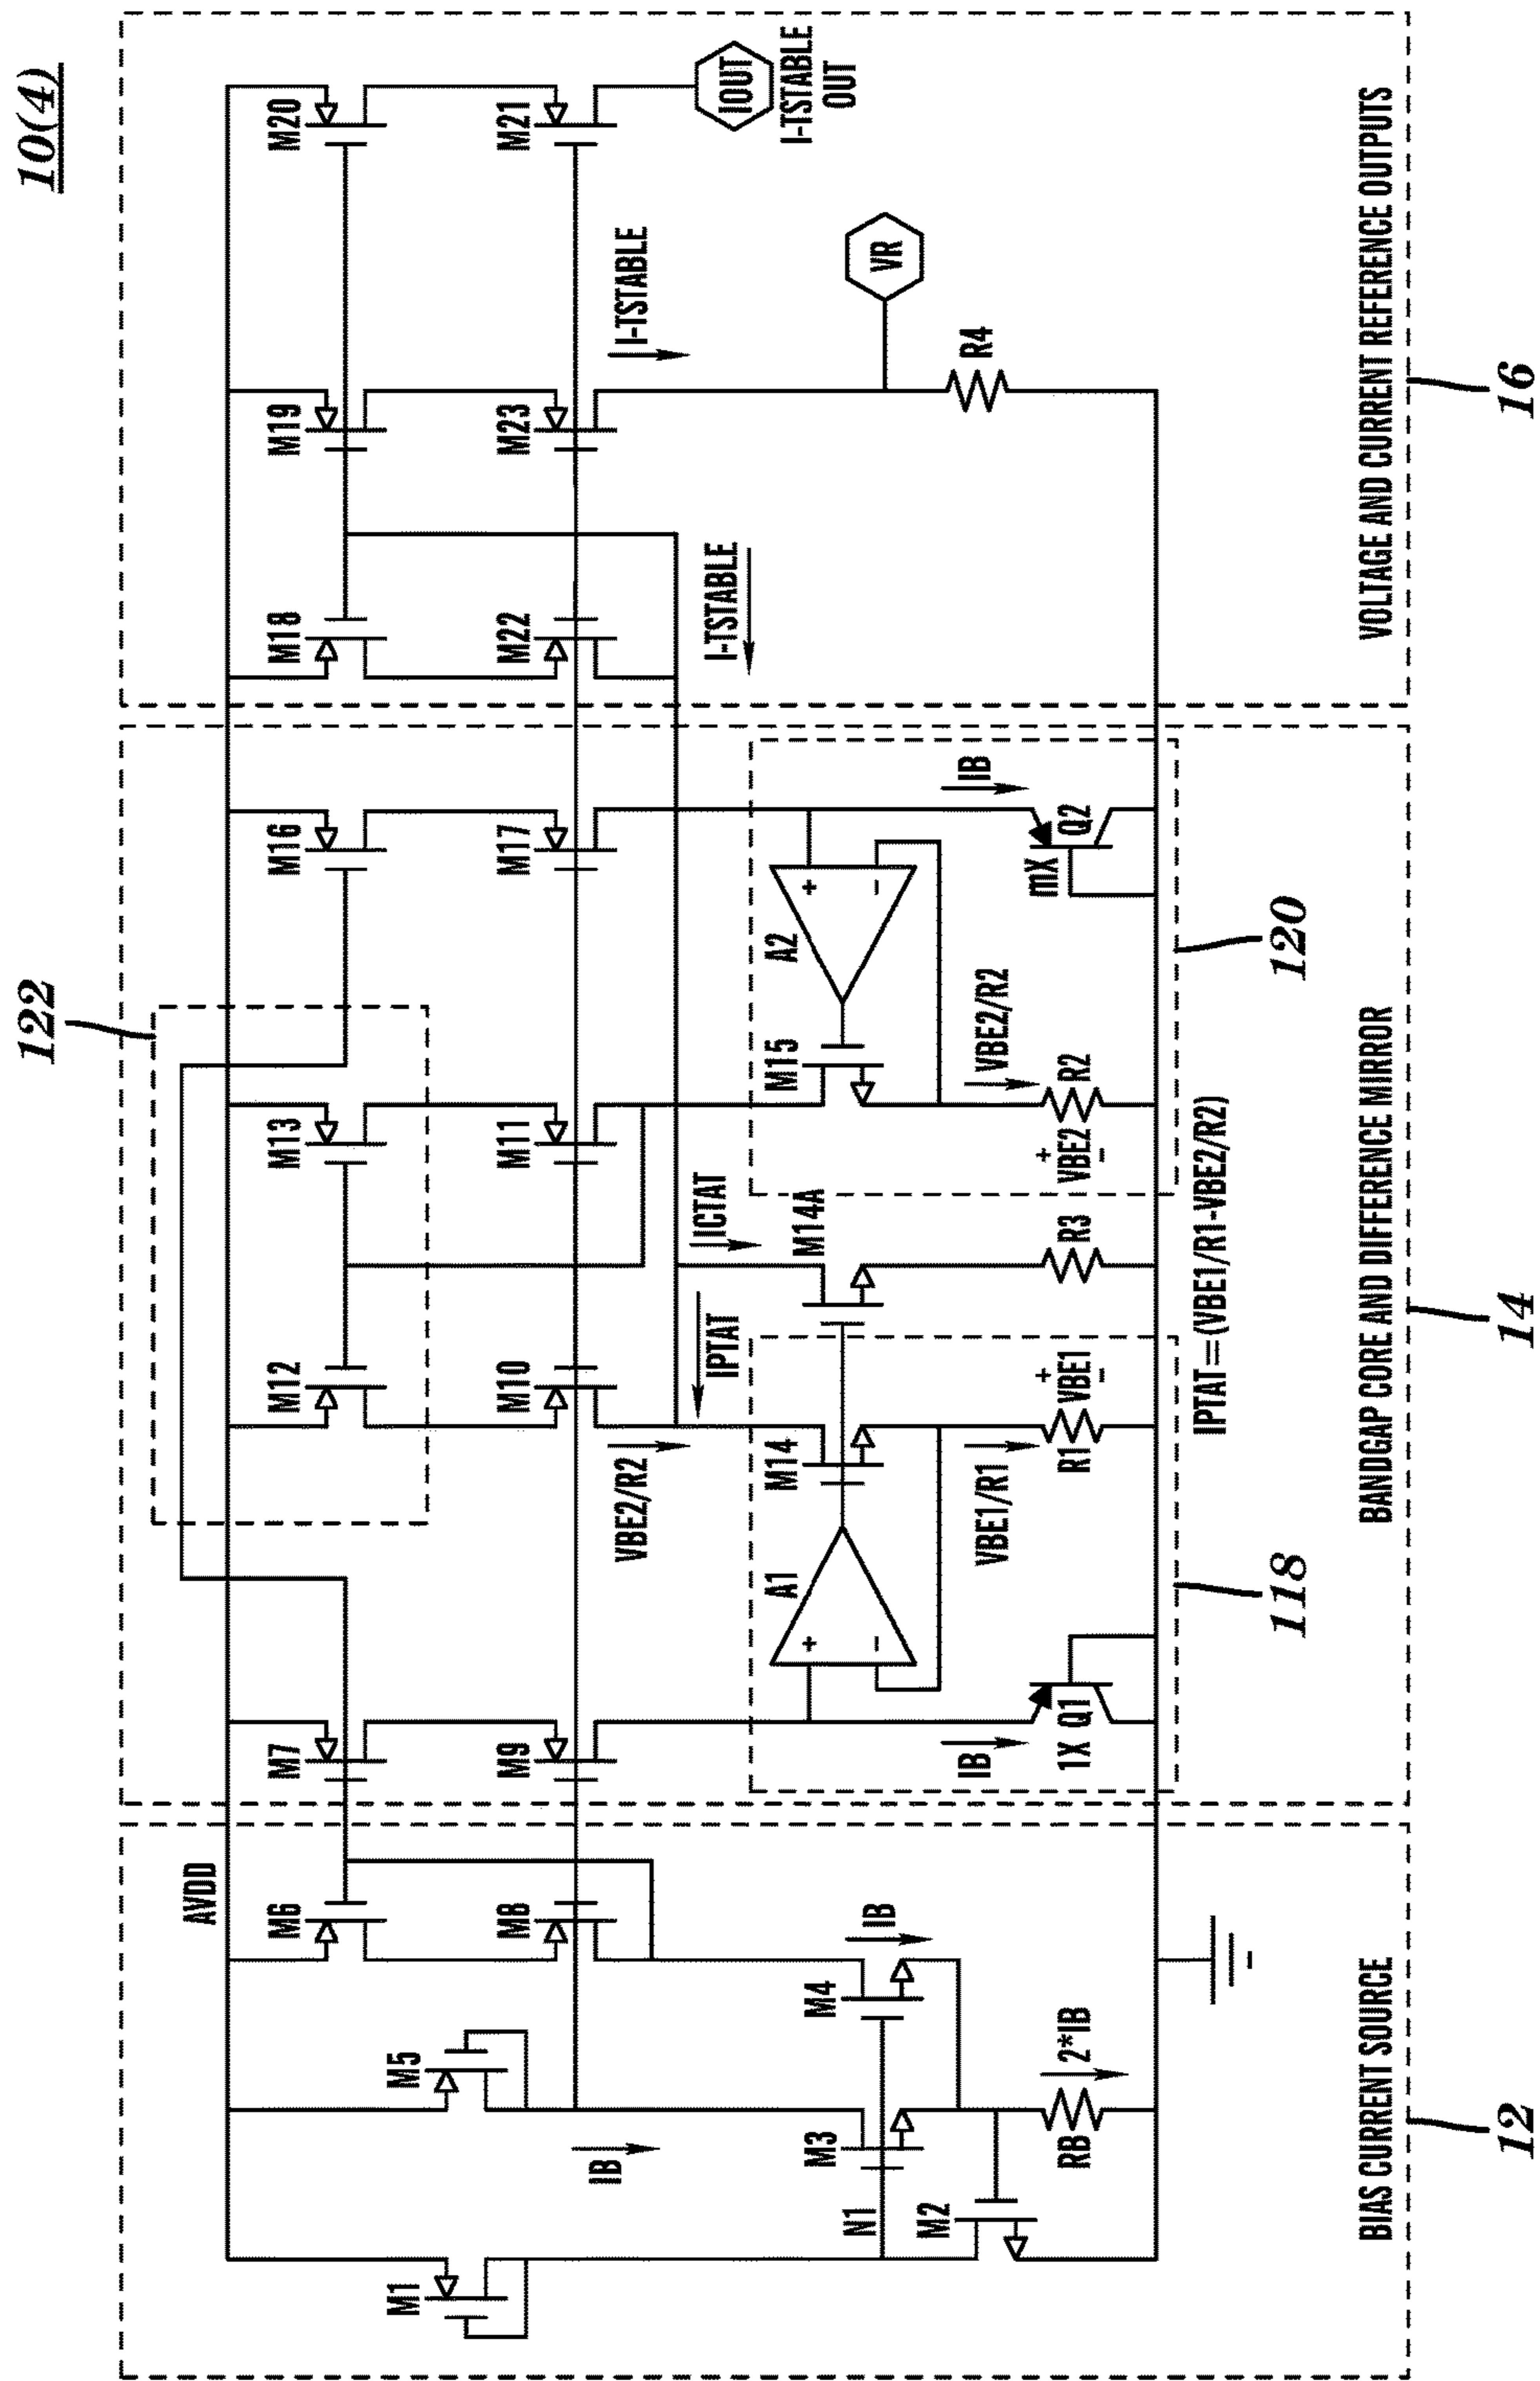 10(4)
122
AVDD
M1
M5
M6
M7
M12
M13
M16
M18
M19
M20
M8
M9
M10
M11
M17
M22
M23
M21
IB
VBE2/R2
IPTAT
ICTAT
I-TSTABLE
I-TSTABLE
IOUT
I-TSTABLE
OUT
N1
M3
M4
IB
A1
+
−
M14
M14A
M15
A2
+
−
VR
M2
RB
2*IB
IB
1X Q1
VBE1/R1
R1
+
VBE1
−
R3
+
VBE2
−
VBE2/R2
R2
IB
mX
Q2
R4
118
IPTAT=(VBE1/R1-VBE2/R2)
120
BIAS CURRENT SOURCE
BANDGAP CORE AND DIFFERENCE MIRROR
VOLTAGE AND CURRENT REFERENCE OUTPUTS
12
14
16